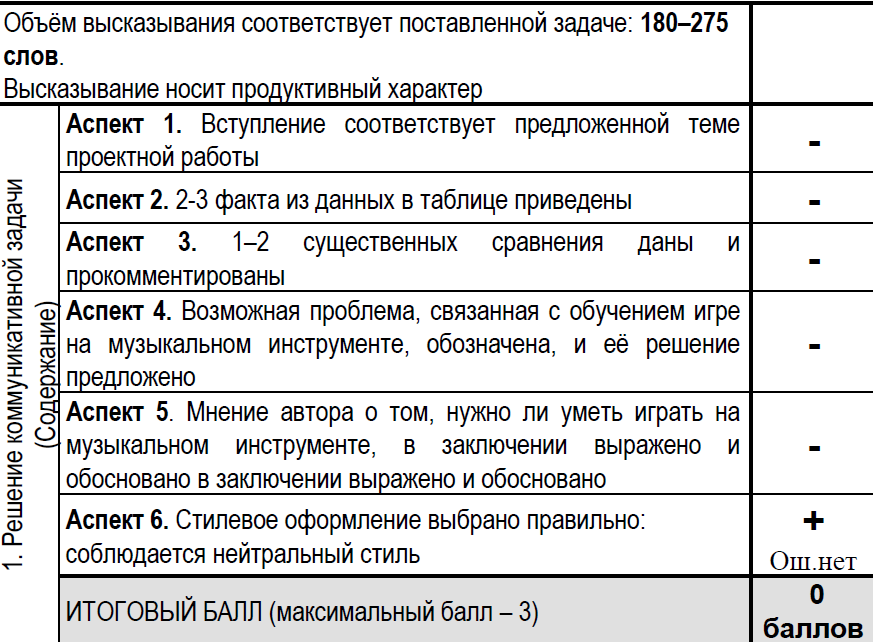 Объём высказывания соответствует поставленной задаче: 180–275
слов.
Высказывание носит продуктивный характер
1. Решение коммуникативной задачи
(Содержание)
Аспект 1. Вступление соответствует предложенной теме
проектной работы
-
Аспект 2. 2-3 факта из данных в таблице приведены
-
Аспект 3. 1–2 существенных сравнения даны и
прокомментированы
-
Аспект 4. Возможная проблема, связанная с обучением игре
на музыкальном инструменте, обозначена, и её решение
предложено
-
Аспект 5. Мнение автора о том, нужно ли уметь играть на
музыкальном инструменте, в заключении выражено и
обосновано в заключении выражено и обосновано
-
Аспект 6. Стилевое оформление выбрано правильно:
соблюдается нейтральный стиль
+
Ош.нет
ИТОГОВЫЙ БАЛЛ (максимальный балл – 3)
0
баллов